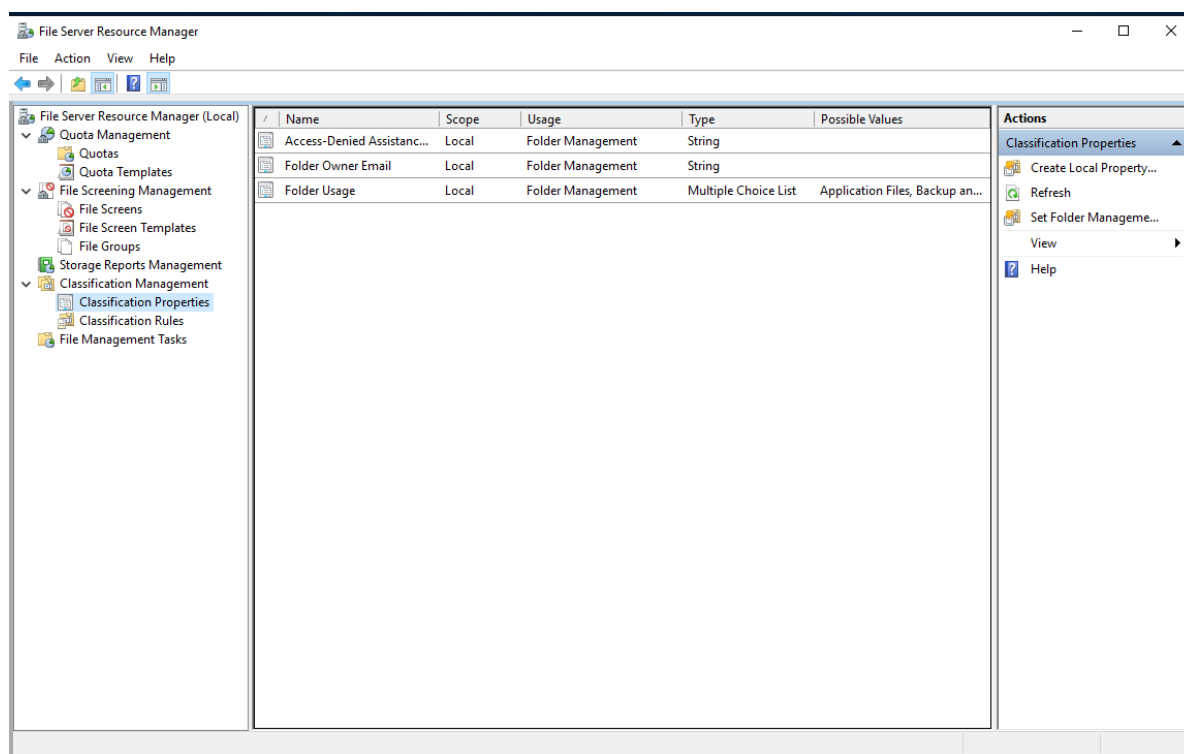 File Server Resource Manager
File Action View Help
File Server Resource Manager (Local)
Quota Management
Quotas
Quota Templates
File Screening Management
File Screens
File Screen Templates
File Groups
Storage Reports Management
Classification Management
Classification Properties
Classification Rules
File Management Tasks
Name Scope Usage Type Possible Values
Access-Denied Assistanc... Local Folder Management String
Folder Owner Email Local Folder Management String
Folder Usage Local Folder Management Multiple Choice List Application Files, Backup an...
Actions
Classification Properties
Create Local Property...
Refresh
Set Folder Manageme...
View
Help